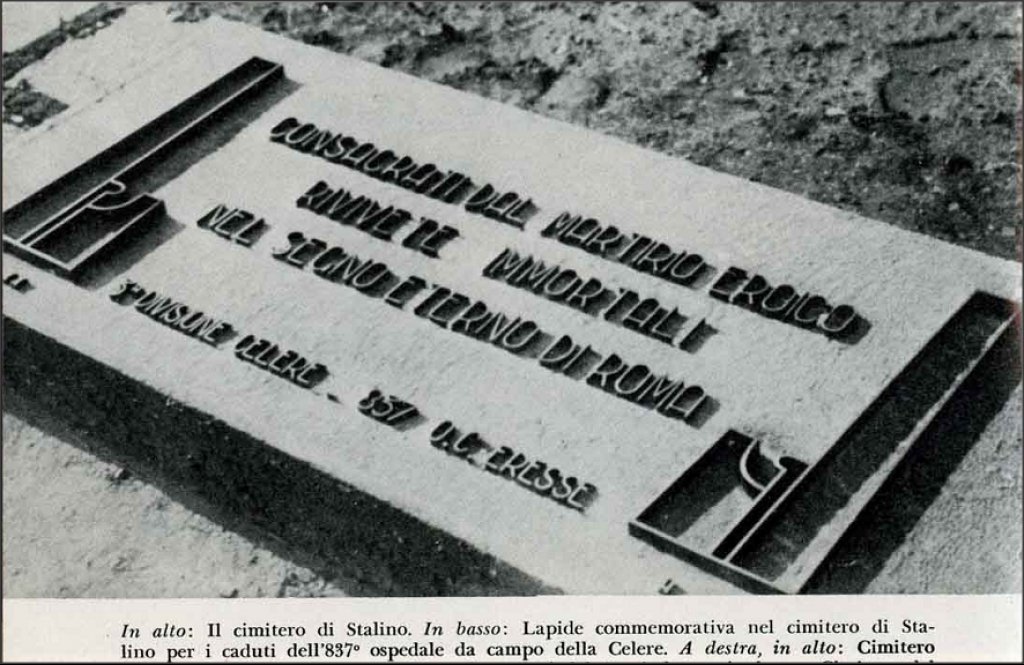 CONSACRATI DAL MARTIRIO EROICO
RIVIVETE IMMORTALI
NEL SEGNO ETERNO DI ROMA
3ª DIVISIONE CELERE - 837 O.C. ERESSE
In alto: Il cimitero di Stalino. In basso: Lapide commemorativa nel cimitero di Sta-
lino per i caduti dell'837º ospedale da campo della Celere. A destra, in alto: Cimitero